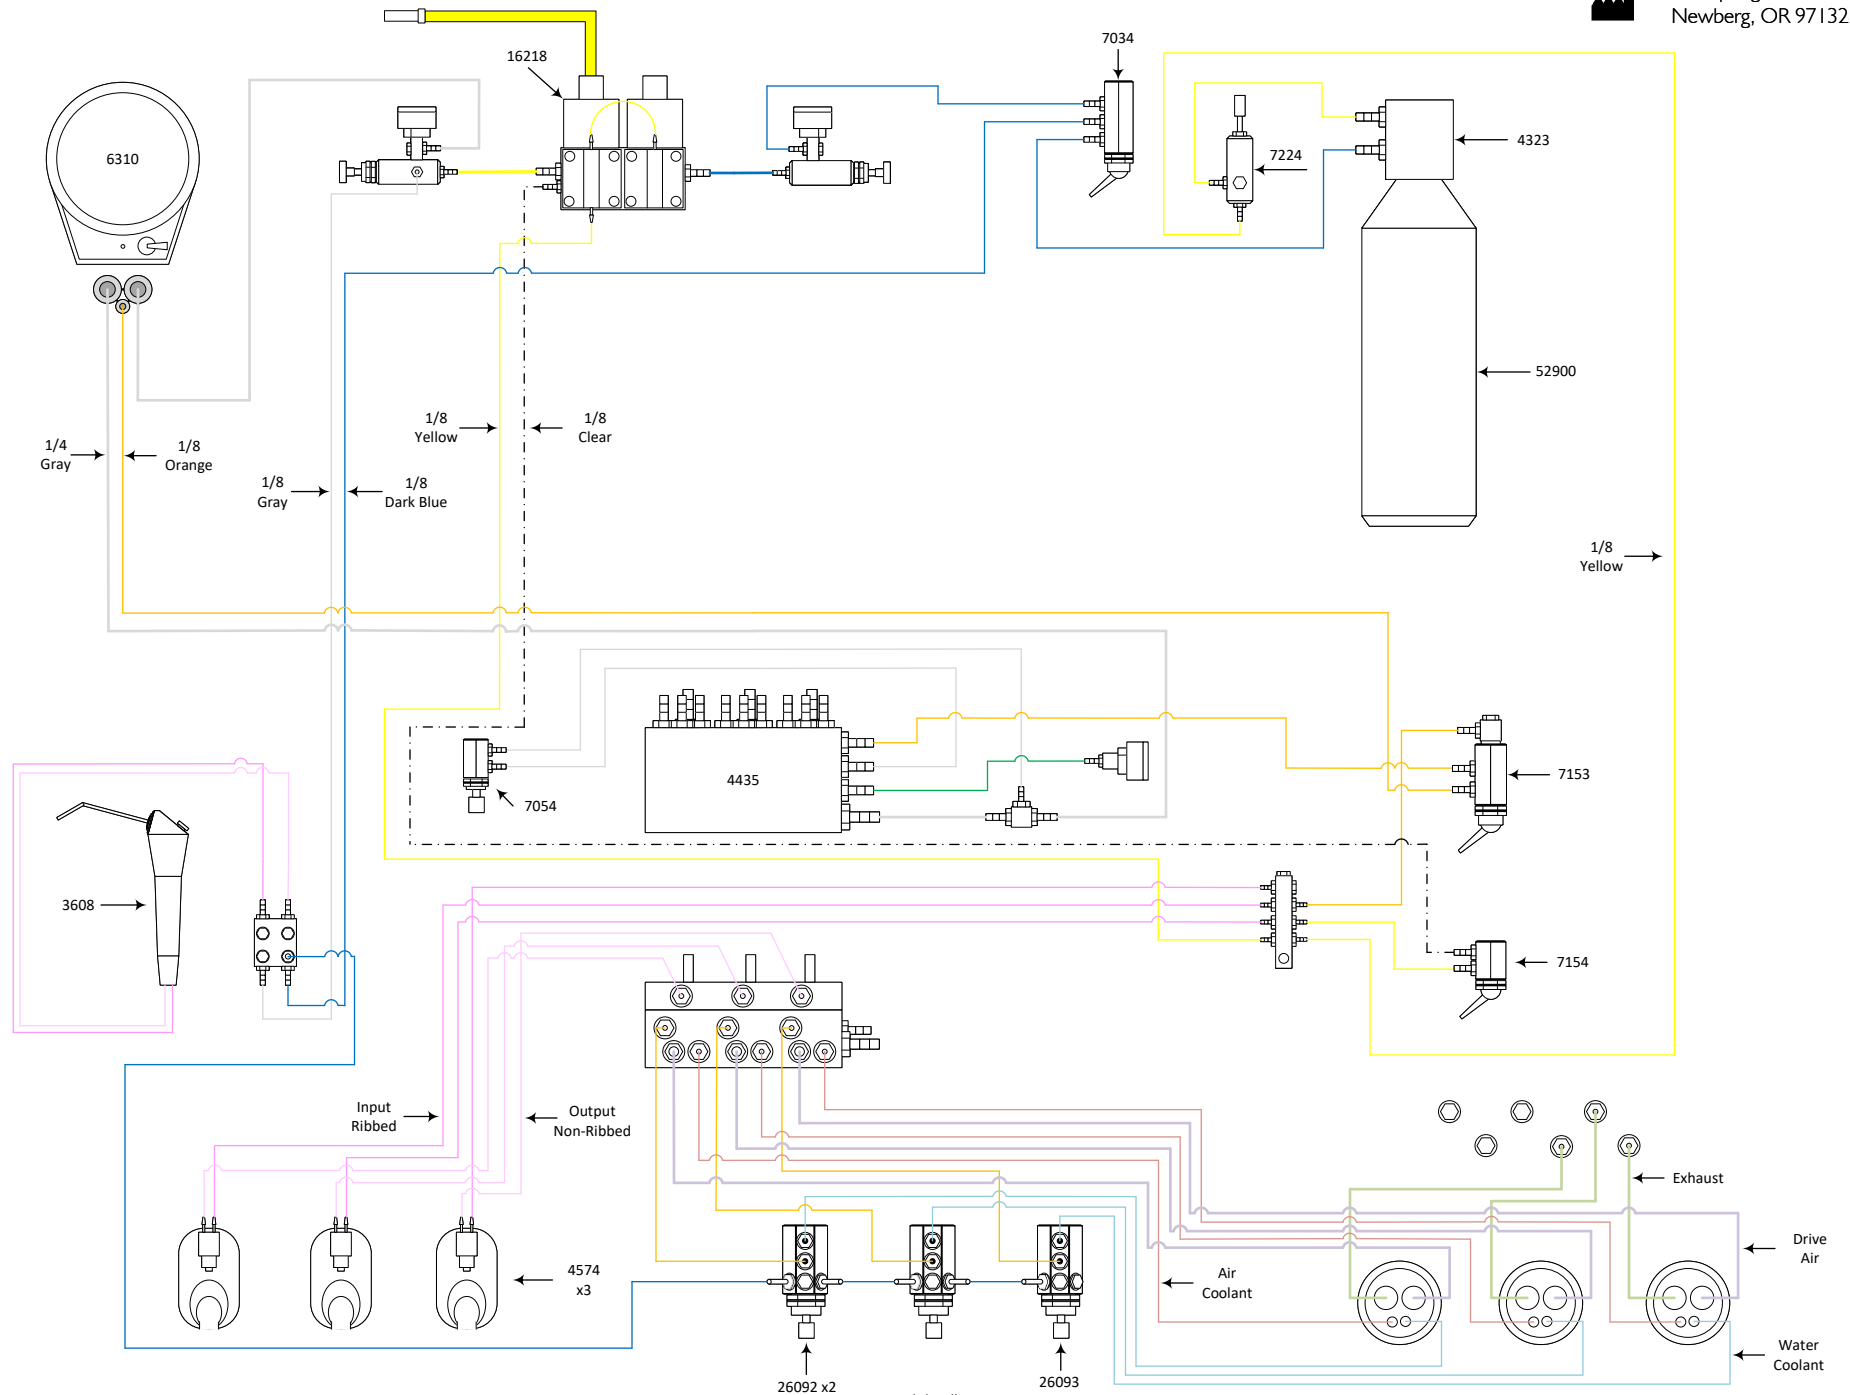 Newberg, OR 97132
7034
16218
6310
7224
4323
52900
1/8
Yellow
1/8
Clear
1/4
Gray
1/8
Orange
1/8
Gray
1/8
Dark Blue
1/8
Yellow
4435
7153
7054
3608
7154
Input
Ribbed
Output
Non-Ribbed
Exhaust
Drive
Air
4574
x3
Air
Coolant
Water
Coolant
26092 x2
26093